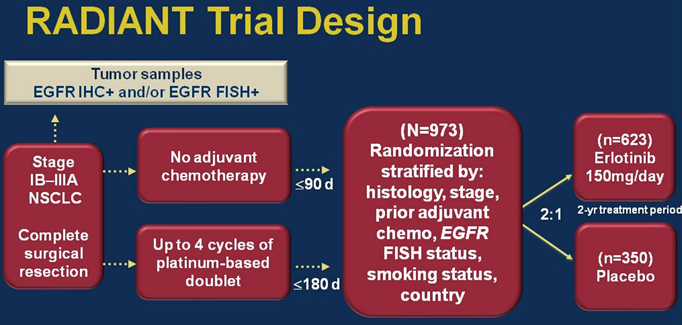 RADIANT Trial Design
Tumor samples
EGFR IHC+ and/or EGFR FISH+
Stage
IB–IIIA
NSCLC
Complete
surgical
resection
No adjuvant
chemotherapy
≤90 d
Up to 4 cycles of
platinum-based
doublet
≤180 d
(N=973)
Randomization
stratified by:
histology, stage,
prior adjuvant
chemo, EGFR
FISH status,
smoking status,
country
2:1
(n=623)
Erlotinib
150mg/day
2-yr treatment period
(n=350)
Placebo